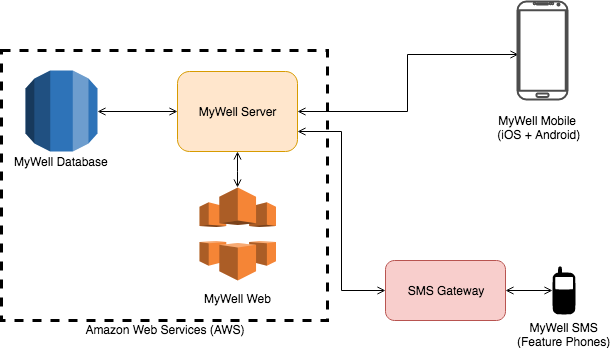 MyWell Server
MyWell Database
MyWell Mobile
(iOS + Android)
MyWell Web
SMS Gateway
Amazon Web Services (AWS)
MyWell SMS
(Feature Phones)